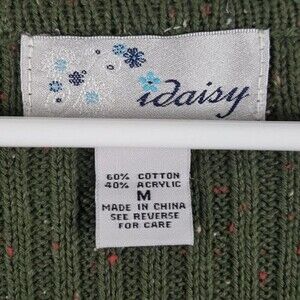 idaisy
60% COTTON
40% ACRYLIC
M
MADE IN CHINA
SEE REVERSE
FOR CARE